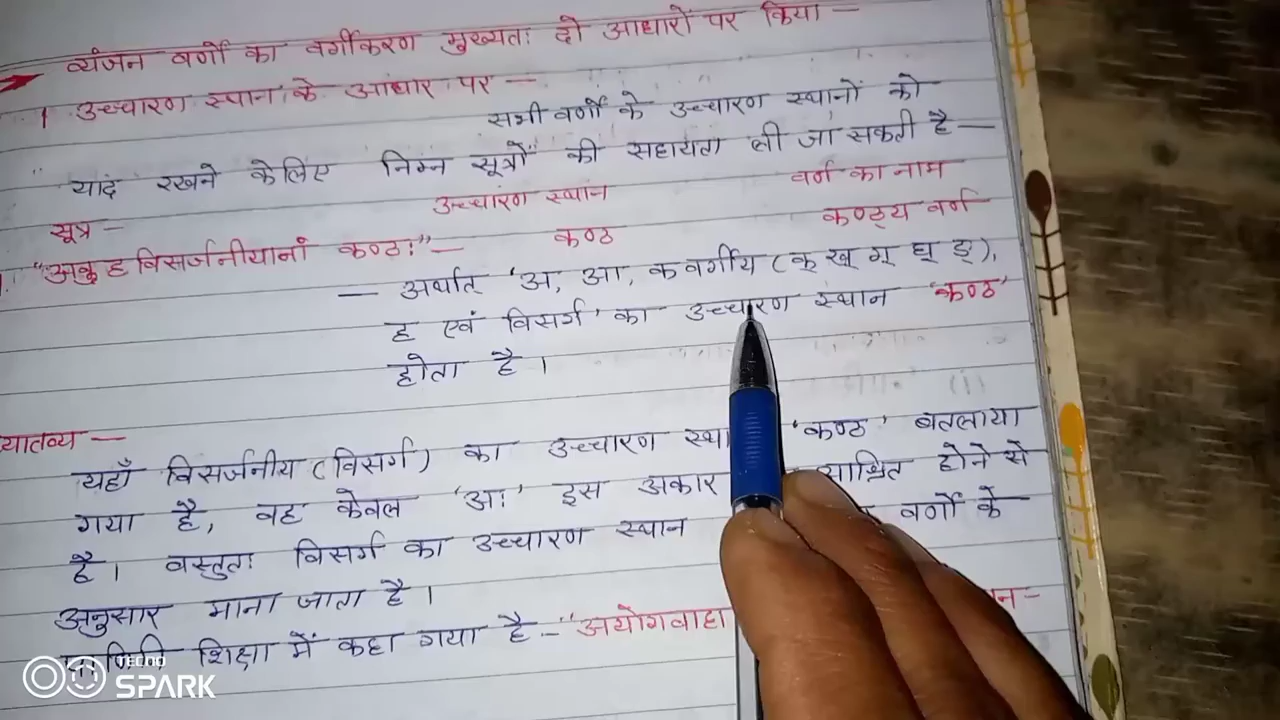 व्यंजन वर्गो का वर्गीकरण मुख्यतः दो आधारों पर किया —
1 उच्चारण स्थान के आधार पर —
सभी वर्णो के उच्चारण स्थानों को
याद रखने केलिए निम्न सूत्रों की सहायता ली जा सकती है —
सूत्र — उच्चारण स्थान वर्ग का नाम
"अकुहविसर्जनीयानां कण्ठः" — कण्ठ कण्ठ्य वर्ग
— अर्थात् 'अ, आ, क वर्गीय (क् ख् ग् घ् ङ्),
ह एवं विसर्ग' का उच्चारण स्थान 'कण्ठ'
होता है ।
यातव्य —
यहाँ विसर्जनीय (विसर्ग) का उच्चारण 'कण्ठ' बतलाया
गया है, वह केवल 'अः' इस अकार आश्रित होने से
है । वस्तुतः विसर्ग का उच्चारण स्थान वर्गों के
अनुसार माना जाता है ।
शिक्षा में कहा गया है – "अयोगवाहा
TECNO
SPARK